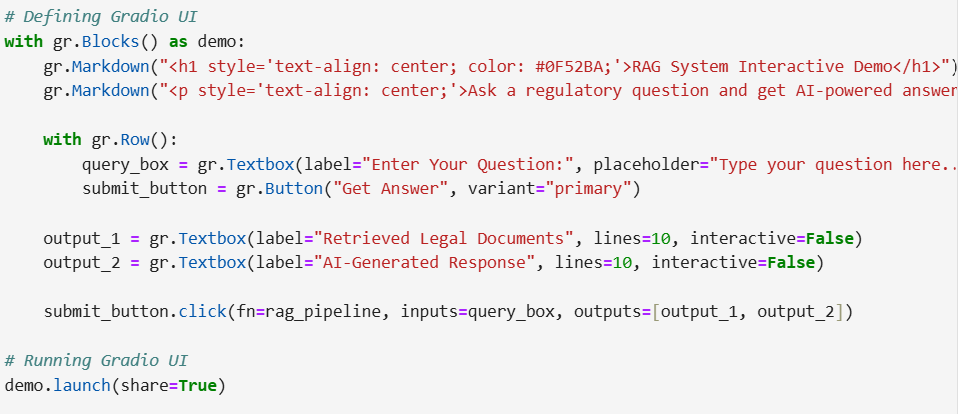 # Defining Gradio UI
with gr.Blocks() as demo:
    gr.Markdown("<h1 style='text-align: center; color: #0F52BA;'>RAG System Interactive Demo</h1>")
    gr.Markdown("<p style='text-align: center;'>Ask a regulatory question and get AI-powered answer
    with gr.Row():
        query_box = gr.Textbox(label="Enter Your Question:", placeholder="Type your question here..
        submit_button = gr.Button("Get Answer", variant="primary")
    output_1 = gr.Textbox(label="Retrieved Legal Documents", lines=10, interactive=False)
    output_2 = gr.Textbox(label="AI-Generated Response", lines=10, interactive=False)
    submit_button.click(fn=rag_pipeline, inputs=query_box, outputs=[output_1, output_2])
# Running Gradio UI
demo.launch(share=True)